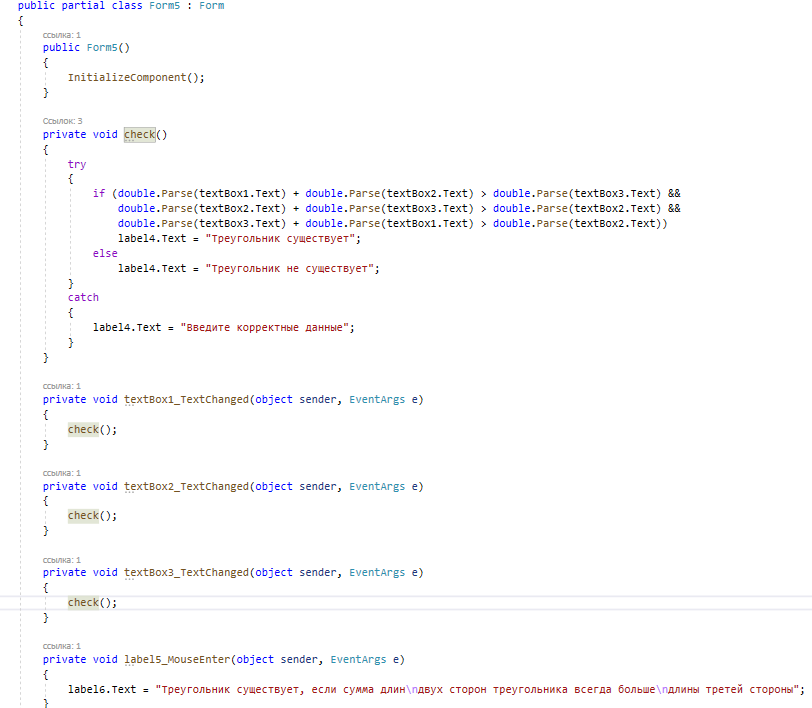 public partial class Form5 : Form
{
ссылка: 1
public Form5()
{
InitializeComponent();
}
Ссылок: 3
private void check()
{
try
{
if (double.Parse(textBox1.Text) + double.Parse(textBox2.Text) > double.Parse(textBox3.Text) &&
double.Parse(textBox2.Text) + double.Parse(textBox3.Text) > double.Parse(textBox2.Text) &&
double.Parse(textBox3.Text) + double.Parse(textBox1.Text) > double.Parse(textBox2.Text))
label4.Text = "Треугольник существует";
else
label4.Text = "Треугольник не существует";
}
catch
{
label4.Text = "Введите корректные данные";
}
}
ссылка: 1
private void textBox1_TextChanged(object sender, EventArgs e)
{
check();
}
ссылка: 1
private void textBox2_TextChanged(object sender, EventArgs e)
{
check();
}
ссылка: 1
private void textBox3_TextChanged(object sender, EventArgs e)
{
check();
}
ссылка: 1
private void label5_MouseEnter(object sender, EventArgs e)
{
label6.Text = "Треугольник существует, если сумма длин\nдвух сторон треугольника всегда больше\nдлины третей стороны";
}